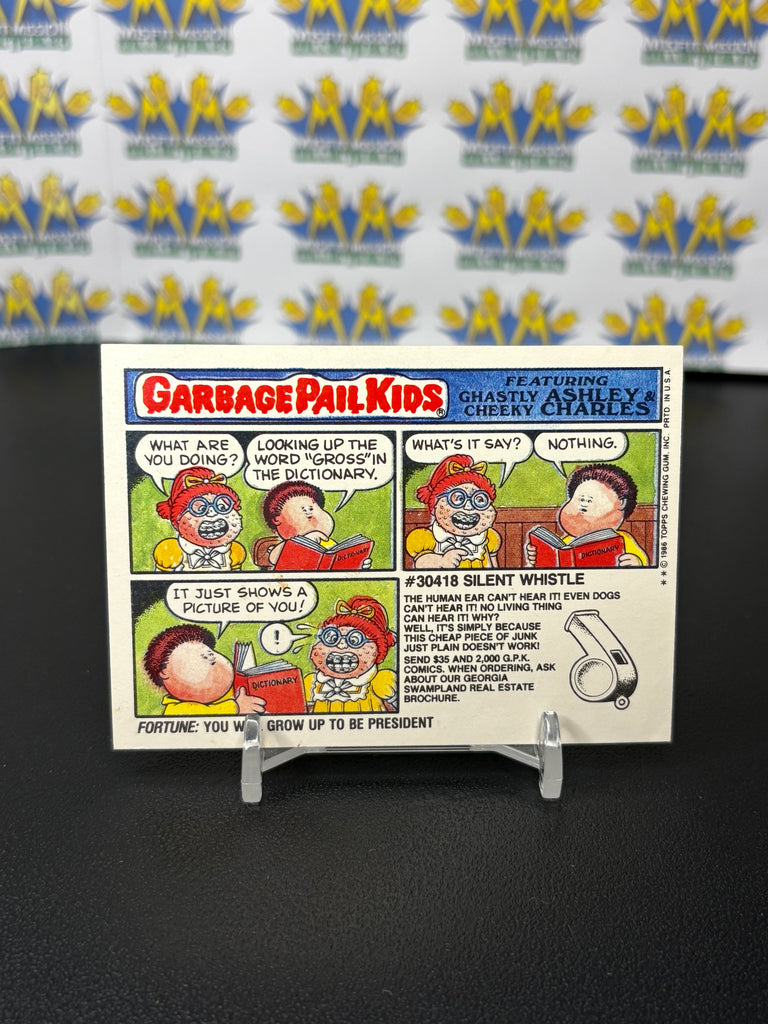 GARBAGE PAIL KIDS®
FEATURING
GHASTLY ASHLEY &
CHEEKY CHARLES
WHAT ARE
YOU DOING?
LOOKING UP THE
WORD "GROSS" IN
THE DICTIONARY.
DICTIONARY
WHAT'S IT SAY?
NOTHING.
DICTIONARY
IT JUST SHOWS A
PICTURE OF YOU!
!
DICTIONARY
#30418 SILENT WHISTLE
THE HUMAN EAR CAN'T HEAR IT! EVEN DOGS
CAN'T HEAR IT! NO LIVING THING
CAN HEAR IT! WHY?
WELL, IT'S SIMPLY BECAUSE
THIS CHEAP PIECE OF JUNK
JUST PLAIN DOESN'T WORK!
SEND $35 AND 2,000 G.P.K.
COMICS. WHEN ORDERING, ASK
ABOUT OUR GEORGIA
SWAMPLAND REAL ESTATE
BROCHURE.
FORTUNE: YOU W GROW UP TO BE PRESIDENT
** © 1986 TOPPS CHEWING GUM, INC. PRTD. IN U.S.A.